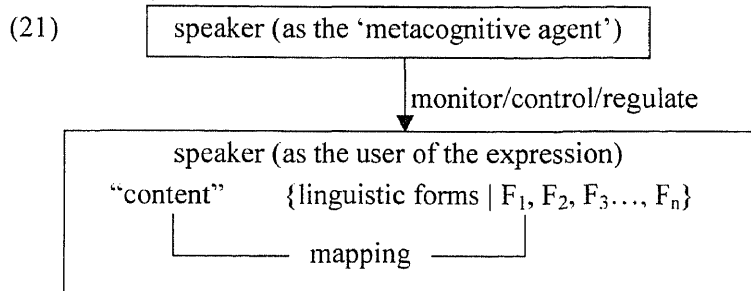 (21) speaker (as the ‘metacognitive agent’)
monitor/control/regulate
speaker (as the user of the expression)
“content” {linguistic forms | F₁, F₂, F₃…, Fₙ}
mapping